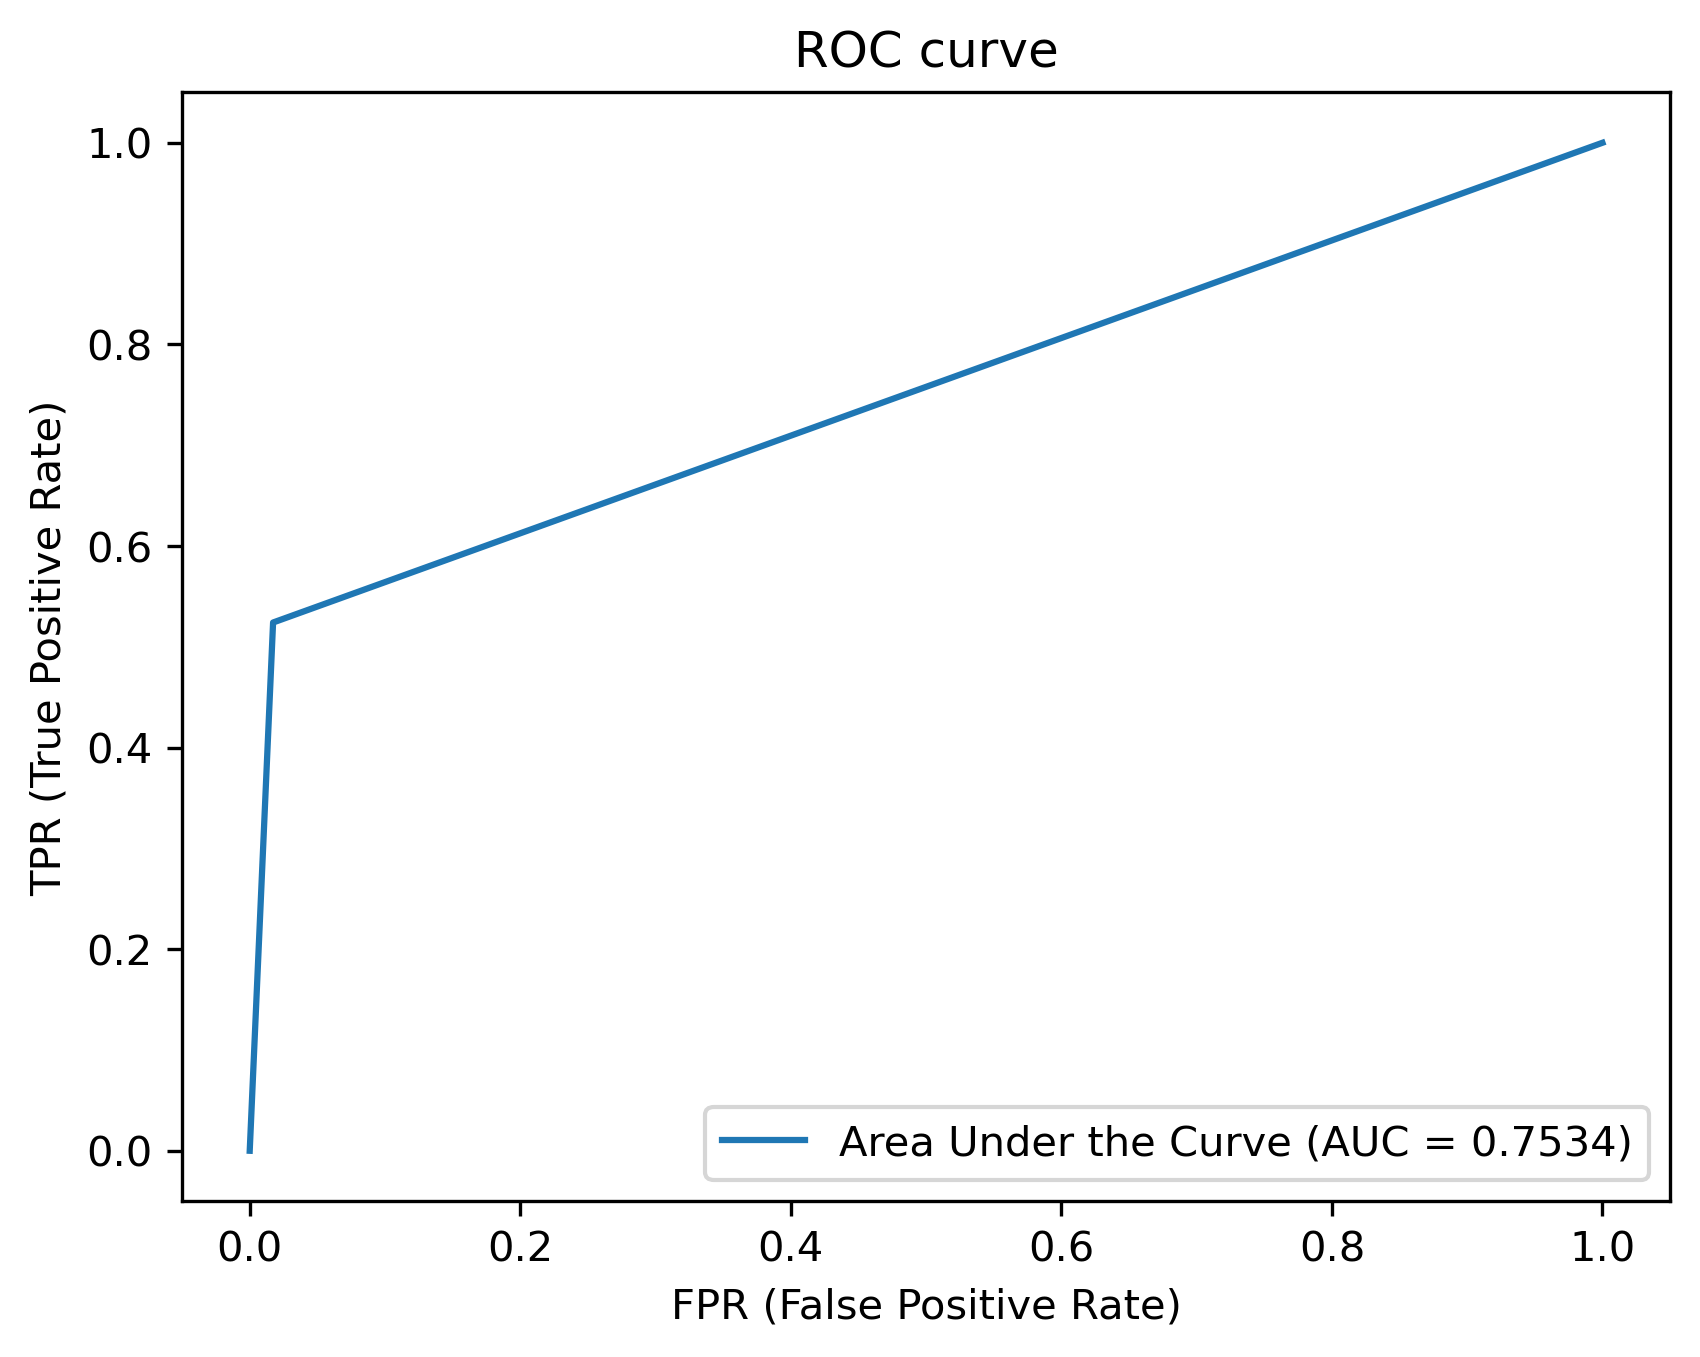 ROC curve
TPR (True Positive Rate)
1.0
0.8
0.6
0.4
0.2
0.0
Area Under the Curve (AUC = 0.7534)
0.0 0.2 0.4 0.6 0.8 1.0
FPR (False Positive Rate)